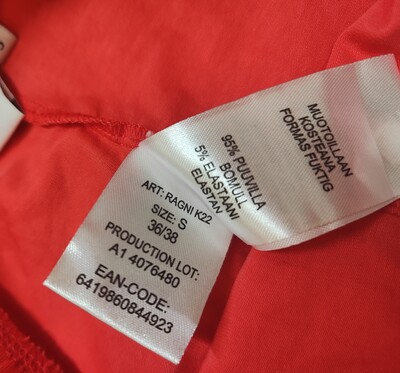 MUOTOILLAAN
KOSTEANA
FORMAS FUKTIG
95% PUUVILLA
BOMULL
5% ELASTAANI
ELASTAN
ART: RAGNI K22
SIZE: S
36/38
PRODUCTION LOT:
A1 4076480
EAN-CODE:
6419860844923